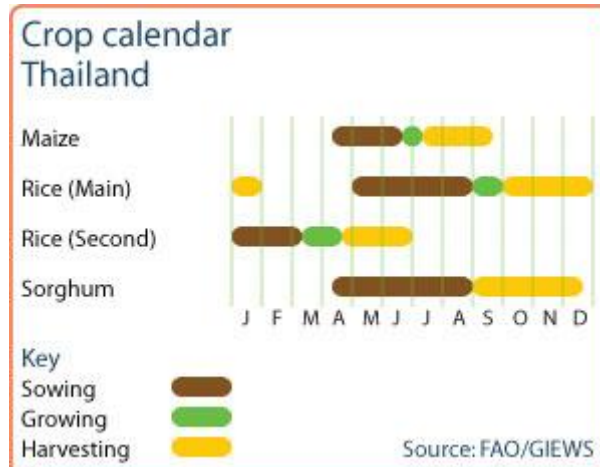 Crop calendar
Thailand
Maize
Rice (Main)
Rice (Second)
Sorghum
J F M A M J J A S O N D
Key
Sowing
Growing
Harvesting
Source: FAO/GIEWS